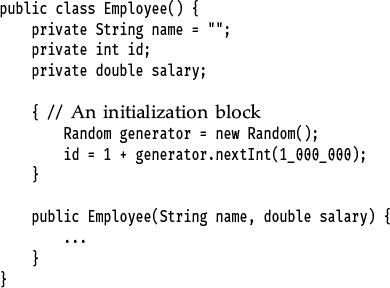 public class Employee() {
    private String name = "";
    private int id;
    private double salary;

    { // An initialization block
        Random generator = new Random();
        id = 1 + generator.nextInt(1_000_000);
    }

    public Employee(String name, double salary) {
        ...
    }
}